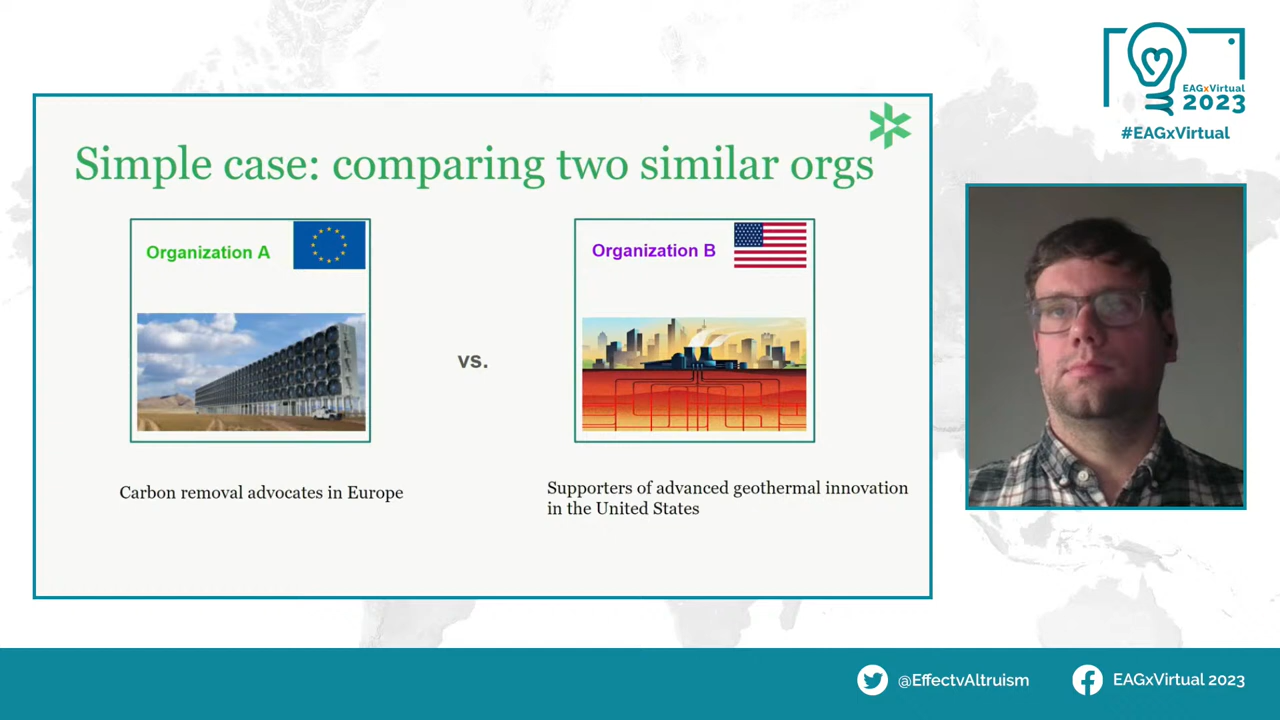 EAGxVirtual
2023
#EAGxVirtual
Simple case: comparing two similar orgs
Organization A
vs.
Organization B
Carbon removal advocates in Europe
Supporters of advanced geothermal innovation
in the United States
@EffectvAltruism
EAGxVirtual 2023